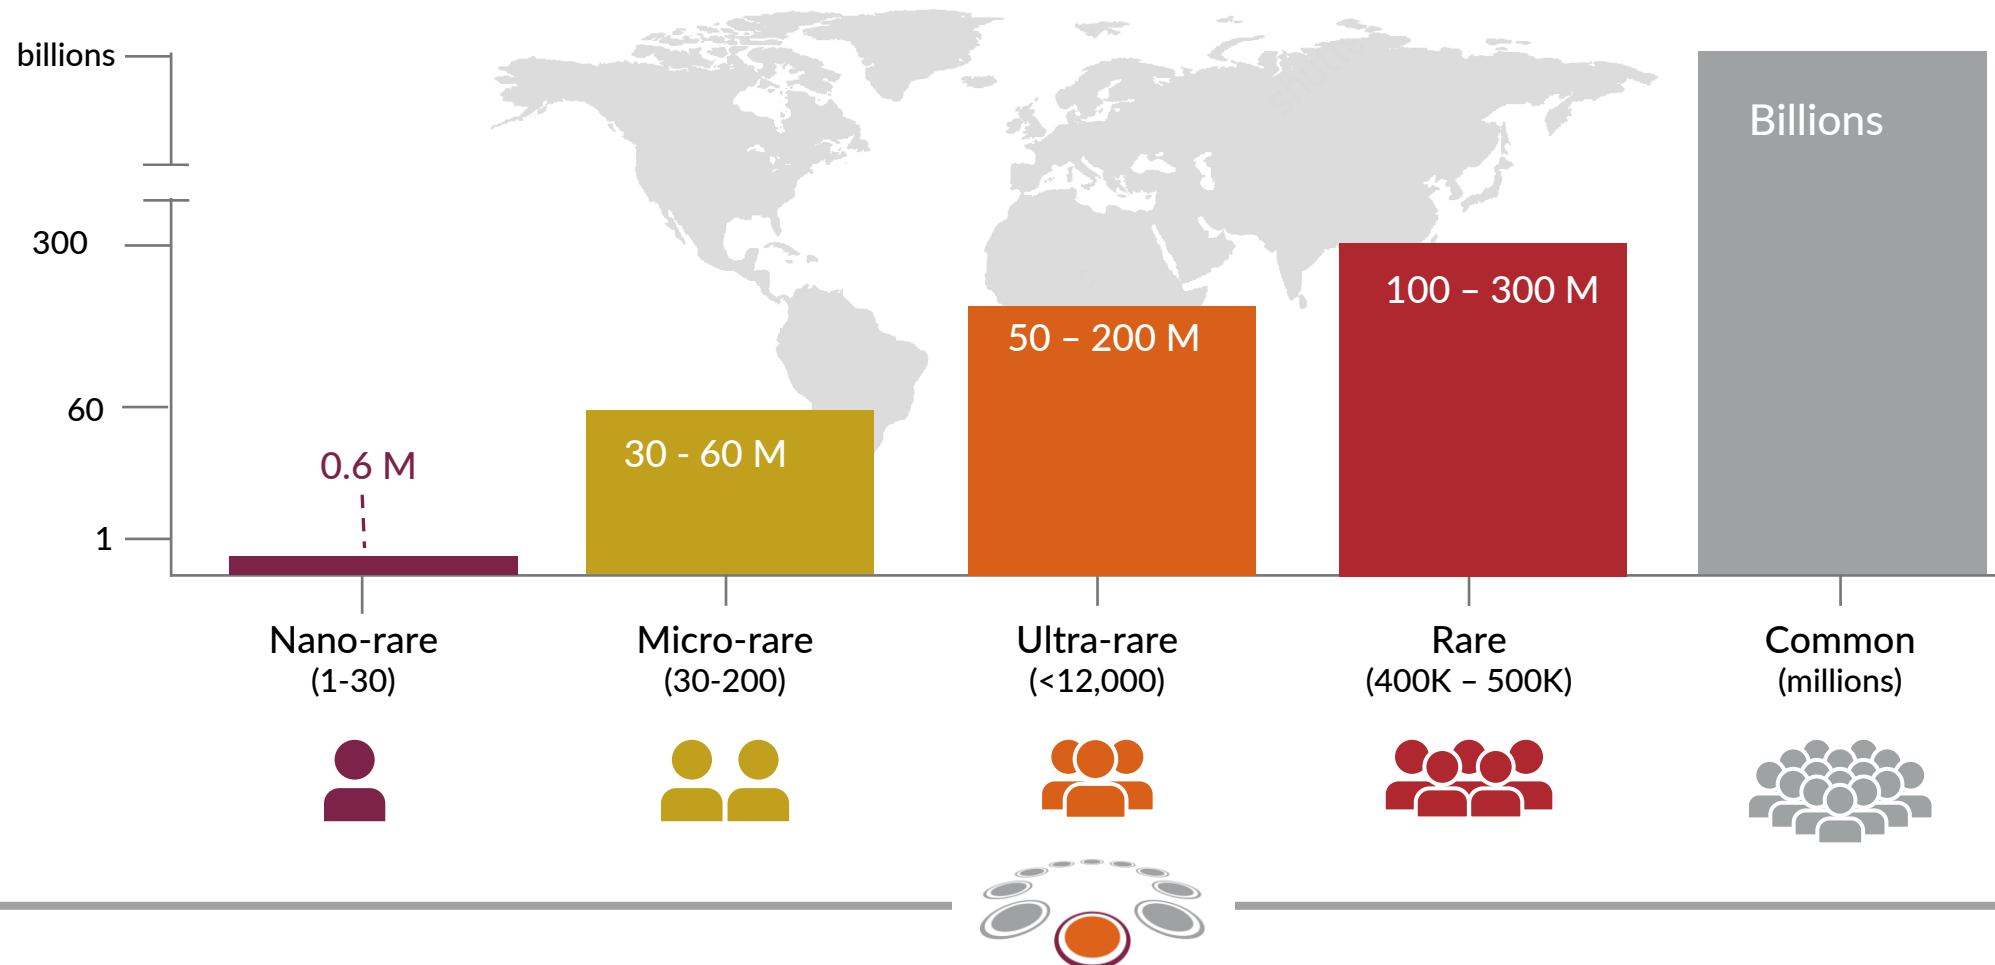 billions
300
60
1
0.6 M
30 - 60 M
50 – 200 M
100 – 300 M
Billions
Nano-rare
(1-30)
Micro-rare
(30-200)
Ultra-rare
(<12,000)
Rare
(400K – 500K)
Common
(millions)